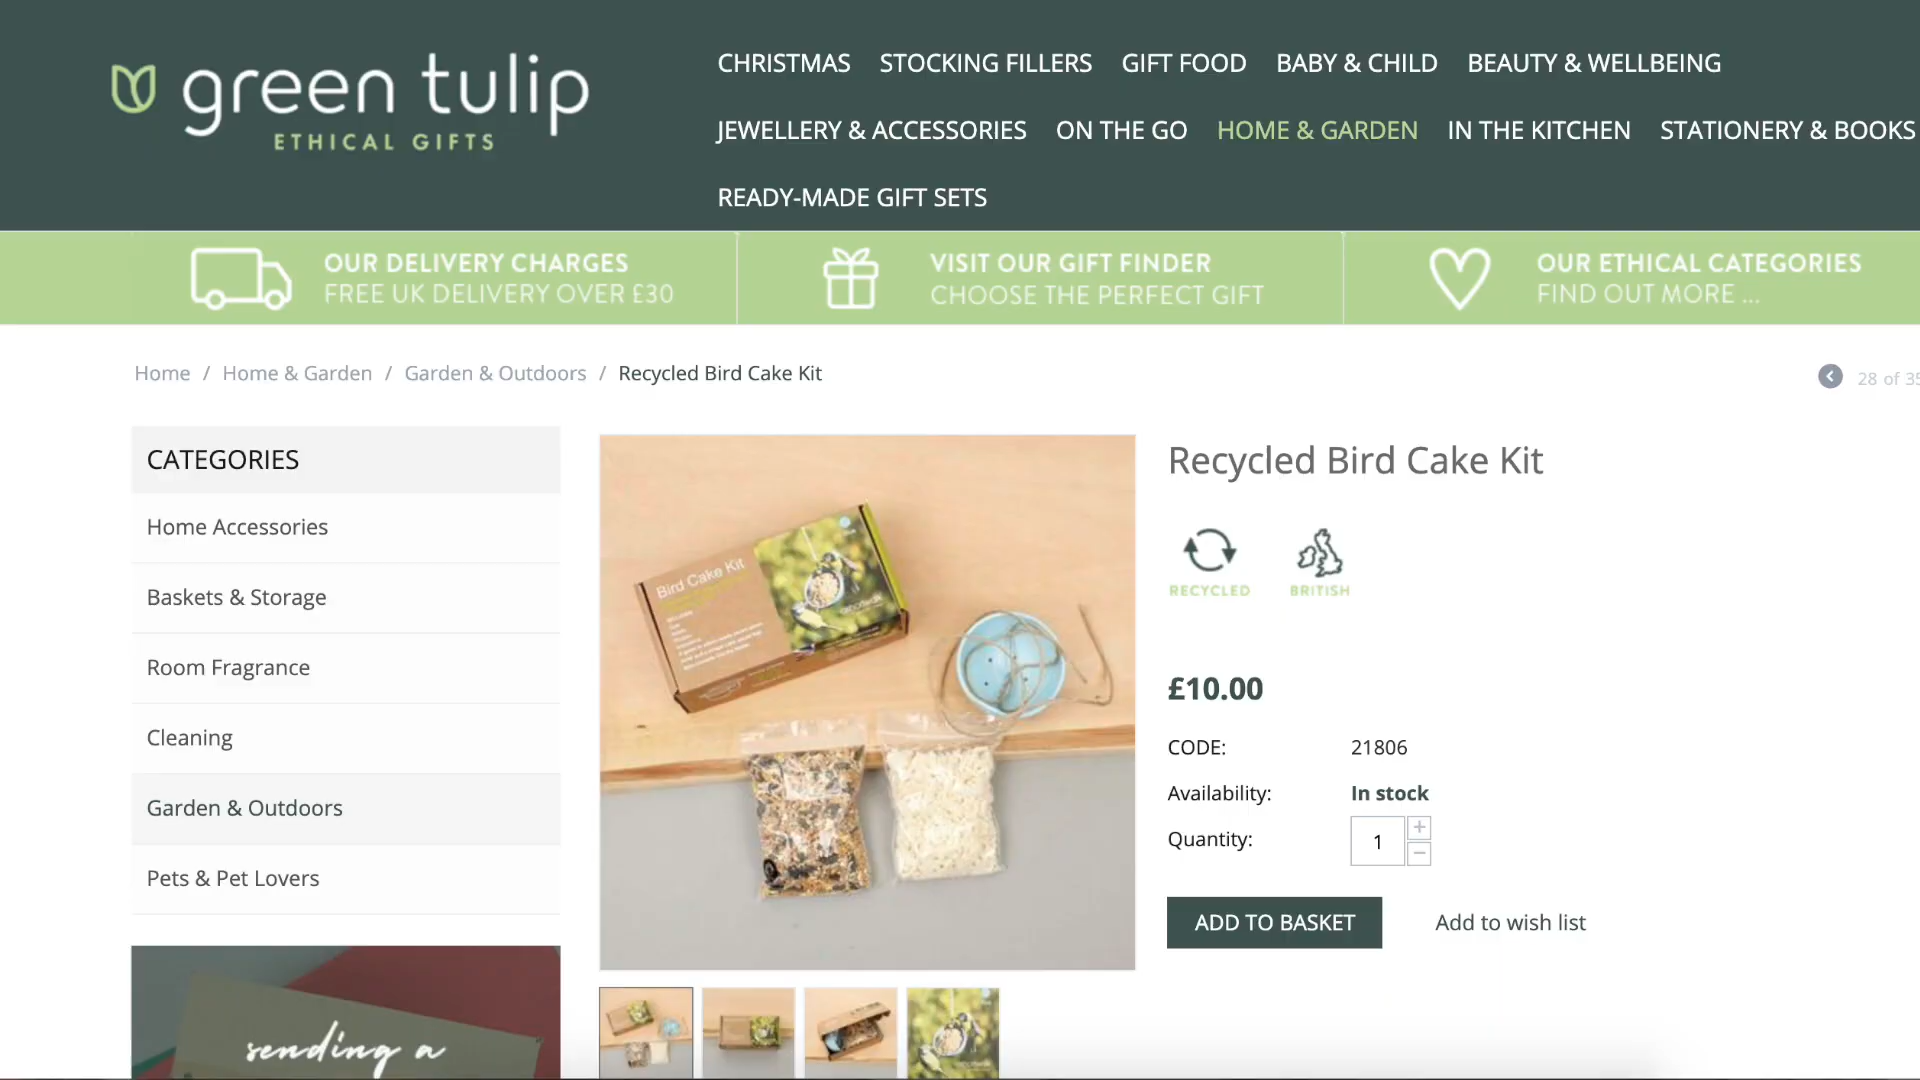 green tulip
ETHICAL GIFTS
CHRISTMAS STOCKING FILLERS GIFT FOOD BABY & CHILD BEAUTY & WELLBEING
JEWELLERY & ACCESSORIES ON THE GO HOME & GARDEN IN THE KITCHEN STATIONERY & BOOKS
READY-MADE GIFT SETS
OUR DELIVERY CHARGES
FREE UK DELIVERY OVER £30
VISIT OUR GIFT FINDER
CHOOSE THE PERFECT GIFT
OUR ETHICAL CATEGORIES
FIND OUT MORE ...
Home / Home & Garden / Garden & Outdoors / Recycled Bird Cake Kit
28 of 35
CATEGORIES
Home Accessories
Baskets & Storage
Room Fragrance
Cleaning
Garden & Outdoors
Pets & Pet Lovers
sending a
Bird Cake Kit
Recycled Bird Cake Kit
RECYCLED
BRITISH
£10.00
CODE: 21806
Availability: In stock
Quantity: 1
ADD TO BASKET
Add to wish list